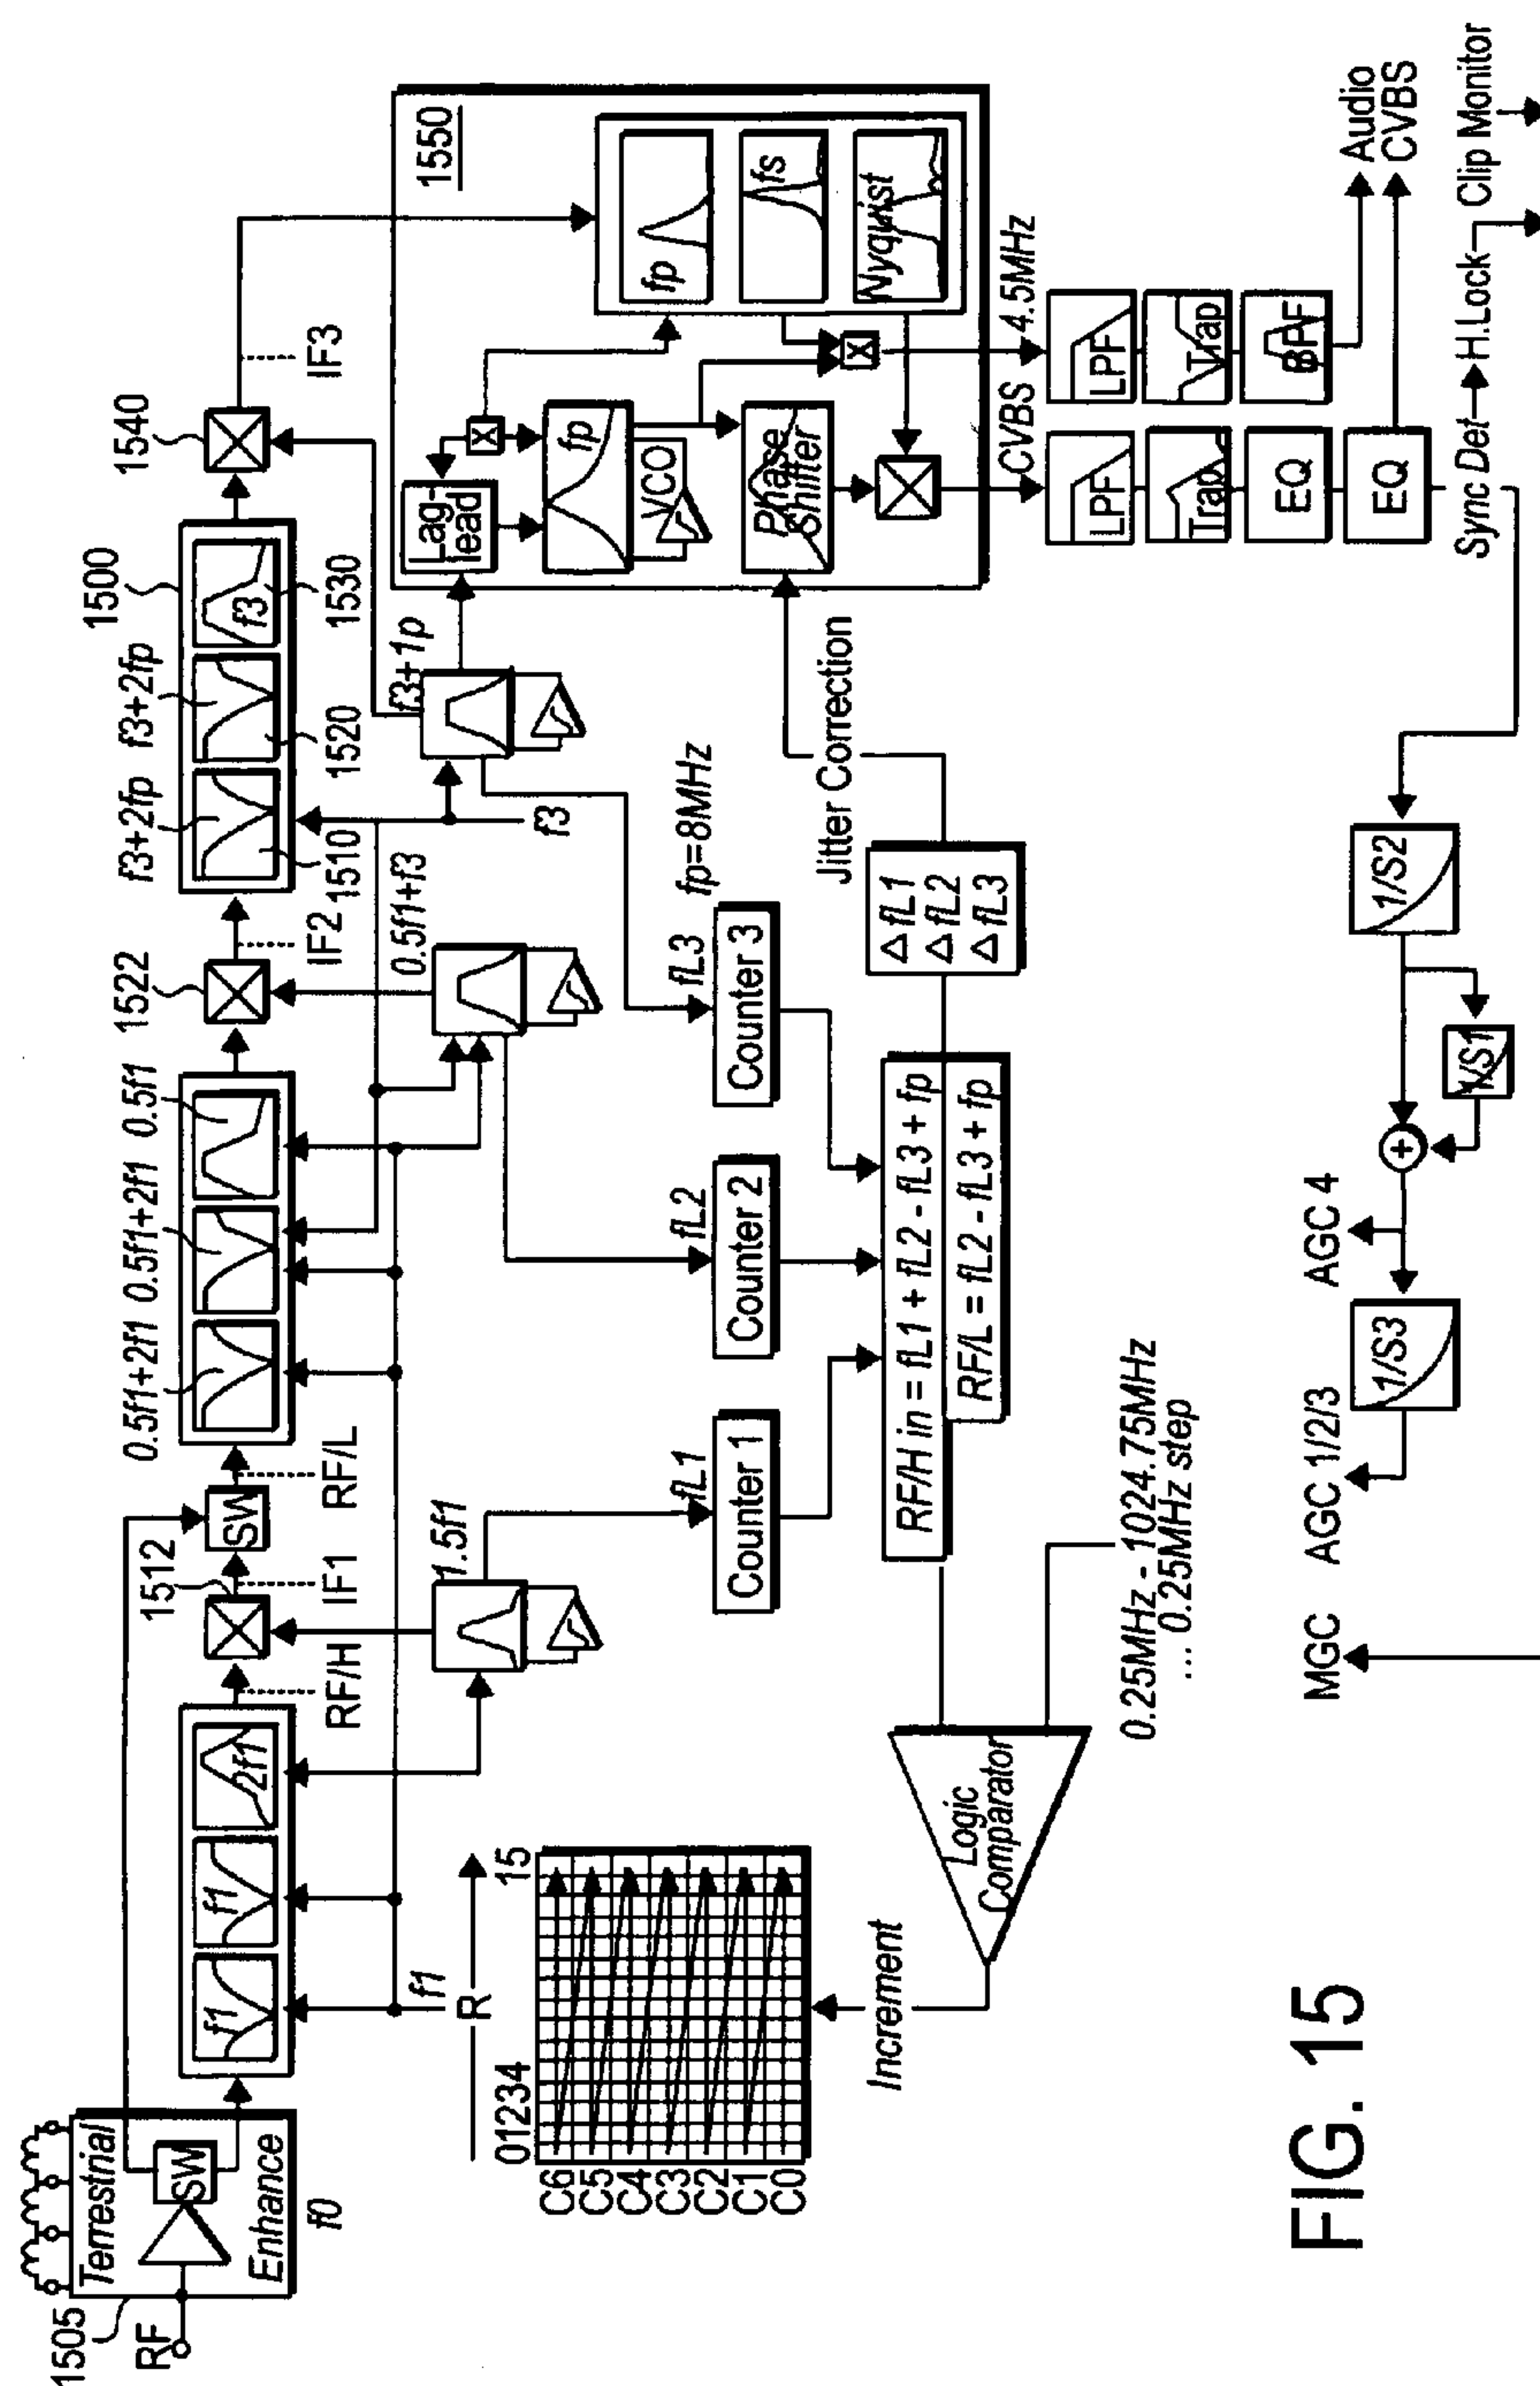 1505
RF
Terrestrial
SW
Enhance
f0
f1
f1
2f1
RF/H
1512
IF1
SW
RF/L
0.5f1+2f1
0.5f1+2f1
0.5f1
1522
IF2
f3+2fp
f3+2fp
1500
f3
1510
1520
1530
1540
IF3
f1
1.5f1
0.5f1+f3
f3
f3+1p
1550
Lag-
lead
X
fp
VCO
Phase
Shifter
fp
fs
Nyquist
X
R
01234
15
C6
C5
C4
C3
C2
C1
C0
Increment
Logic
Comparator
fL1
Counter 1
fL2
Counter 2
fL3
Counter 3
fp=8MHz
RF/H in = fL1 + fL2 - fL3 + fp
RF/L = fL2 - fL3 + fp
Δ fL1
Δ fL2
Δ fL3
Jitter Correction
0.25MHz - 1024.75MHz
... 0.25MHz step
CVBS
4.5MHz
LPF
Trap
BPF
LPF
Trap
EQ
EQ
Audio
CVBS
Sync Det
H.Lock
Clip Monitor
MGC
AGC 1/2/3
AGC 4
1/S3
+
1/S1
1/S2
FIG. 15